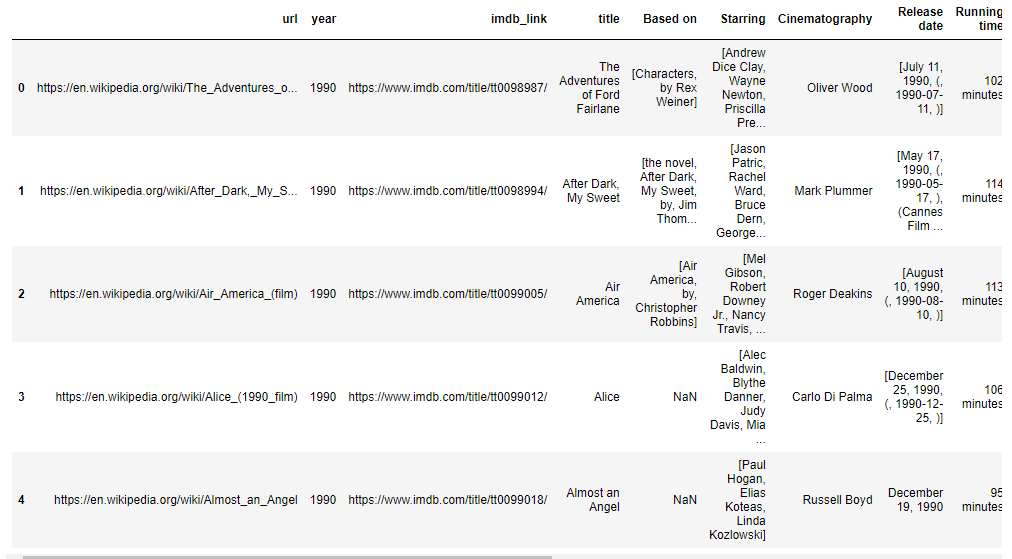 url year imdb_link title Based on Starring Cinematography Release date Running time
0 https://en.wikipedia.org/wiki/The_Adventures_o... 1990 https://www.imdb.com/title/tt0098987/ The Adventures of Ford Fairlane [Characters, by Rex Weiner] [Andrew Dice Clay, Wayne Newton, Priscilla Pre... Oliver Wood [July 11, 1990, (, 1990-07-11, )] 102 minutes
1 https://en.wikipedia.org/wiki/After_Dark,_My_S... 1990 https://www.imdb.com/title/tt0098994/ After Dark, My Sweet [the novel, After Dark, My Sweet, by, Jim Thom... [Jason Patric, Rachel Ward, Bruce Dern, George... Mark Plummer [May 17, 1990, (, 1990-05-17, ), (Cannes Film ... 114 minutes
2 https://en.wikipedia.org/wiki/Air_America_(film) 1990 https://www.imdb.com/title/tt0099005/ Air America [Air America, by, Christopher Robbins] [Mel Gibson, Robert Downey Jr., Nancy Travis, ... Roger Deakins [August 10, 1990, (, 1990-08-10, )] 113 minutes
3 https://en.wikipedia.org/wiki/Alice_(1990_film) 1990 https://www.imdb.com/title/tt0099012/ Alice NaN [Alec Baldwin, Blythe Danner, Judy Davis, Mia ... Carlo Di Palma [December 25, 1990, (, 1990-12-25, )] 106 minutes
4 https://en.wikipedia.org/wiki/Almost_an_Angel 1990 https://www.imdb.com/title/tt0099018/ Almost an Angel NaN [Paul Hogan, Elias Koteas, Linda Kozlowski] Russell Boyd December 19, 1990 95 minutes